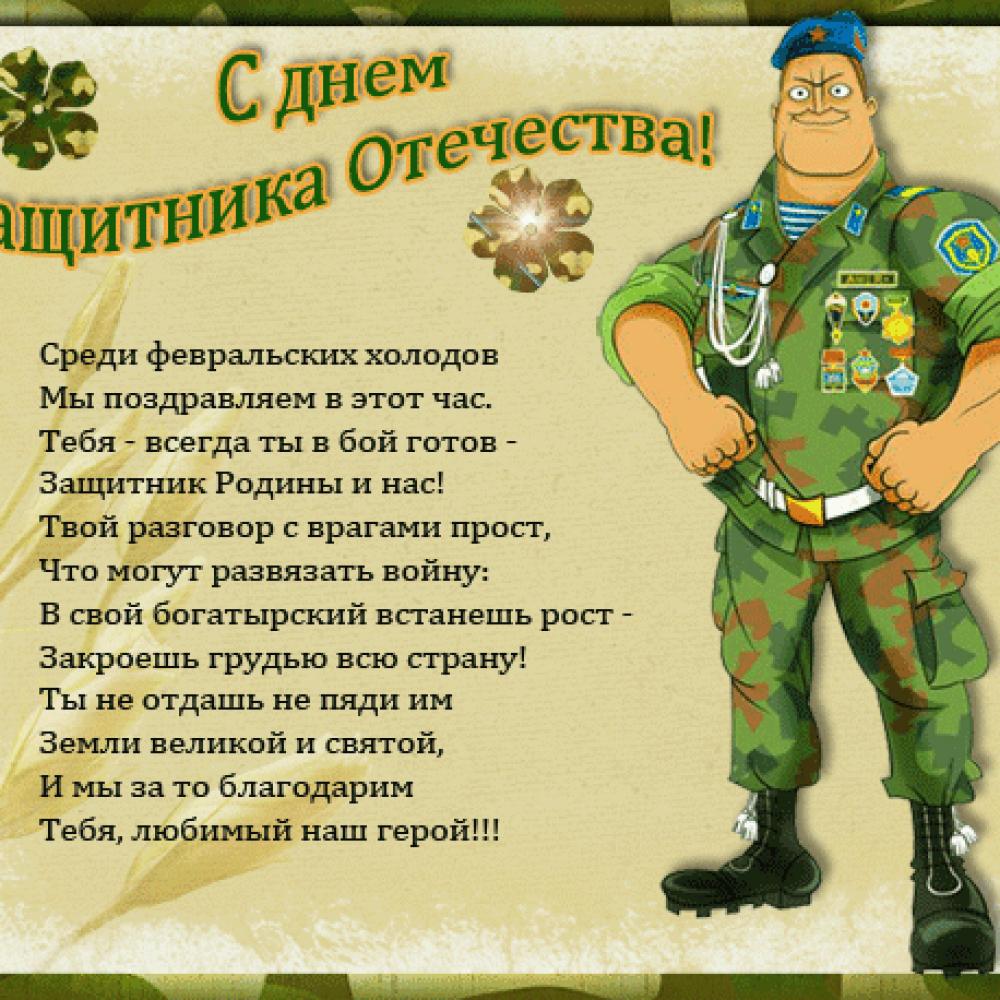 С днем
ащитника Отечества!
Среди февральских холодов
Мы поздравляем в этот час.
Тебя - всегда ты в бой готов -
Защитник Родины и нас!
Твой разговор с врагами прост,
Что могут развязать войну:
В свой богатырский встанешь рост -
Закроешь грудью всю страну!
Ты не отдашь не пяди им
Земли великой и святой,
И мы за то благодарим
Тебя, любимый наш герой!!!